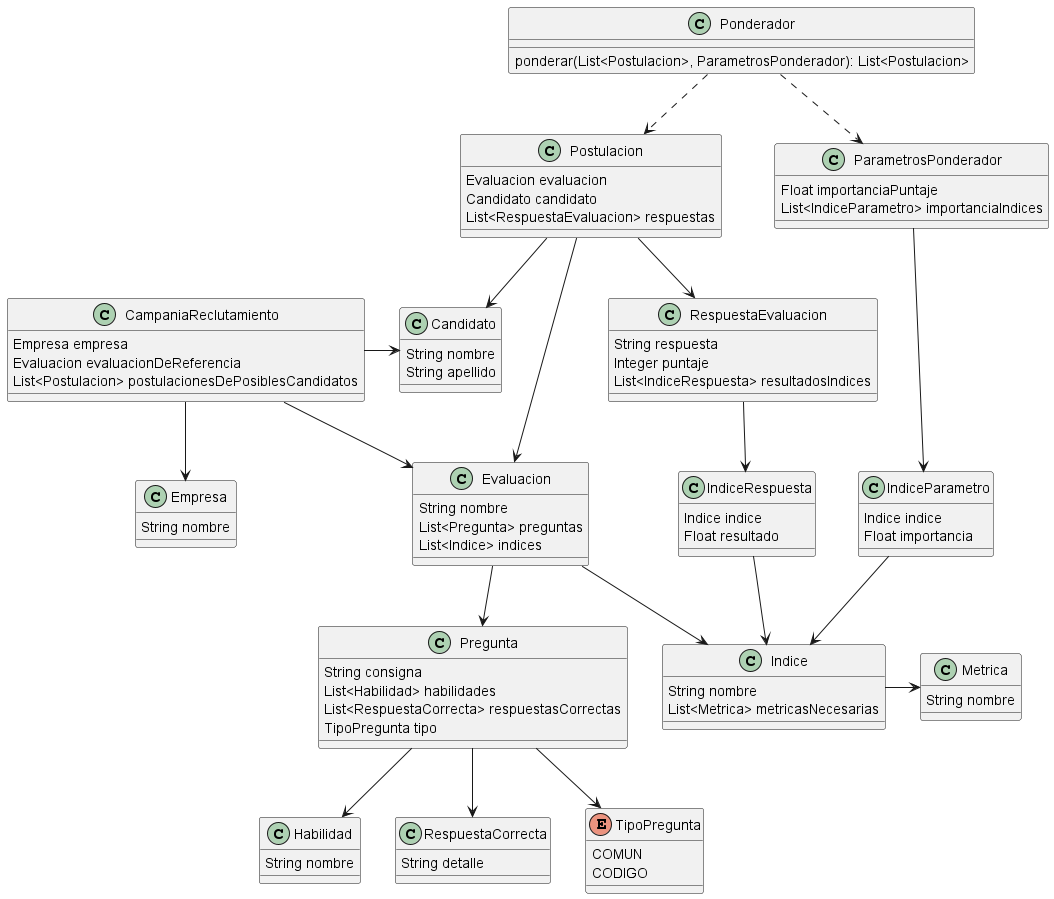 C Ponderador
ponderar(List<Postulacion>, ParametrosPonderador): List<Postulacion>
C Postulacion
Evaluacion evaluacion
Candidato candidato
List<RespuestaEvaluacion> respuestas
C ParametrosPonderador
Float importanciaPuntaje
List<IndiceParametro> importanciaIndices
C CampaniaReclutamiento
Empresa empresa
Evaluacion evaluacionDeReferencia
List<Postulacion> postulacionesDePosiblesCandidatos
C Candidato
String nombre
String apellido
C RespuestaEvaluacion
String respuesta
Integer puntaje
List<IndiceRespuesta> resultadosIndices
C Empresa
String nombre
C Evaluacion
String nombre
List<Pregunta> preguntas
List<Indice> indices
C IndiceRespuesta
Indice indice
Float resultado
C IndiceParametro
Indice indice
Float importancia
C Pregunta
String consigna
List<Habilidad> habilidades
List<RespuestaCorrecta> respuestasCorrectas
TipoPregunta tipo
C Indice
String nombre
List<Metrica> metricasNecesarias
C Metrica
String nombre
C Habilidad
String nombre
C RespuestaCorrecta
String detalle
E TipoPregunta
COMUN
CODIGO